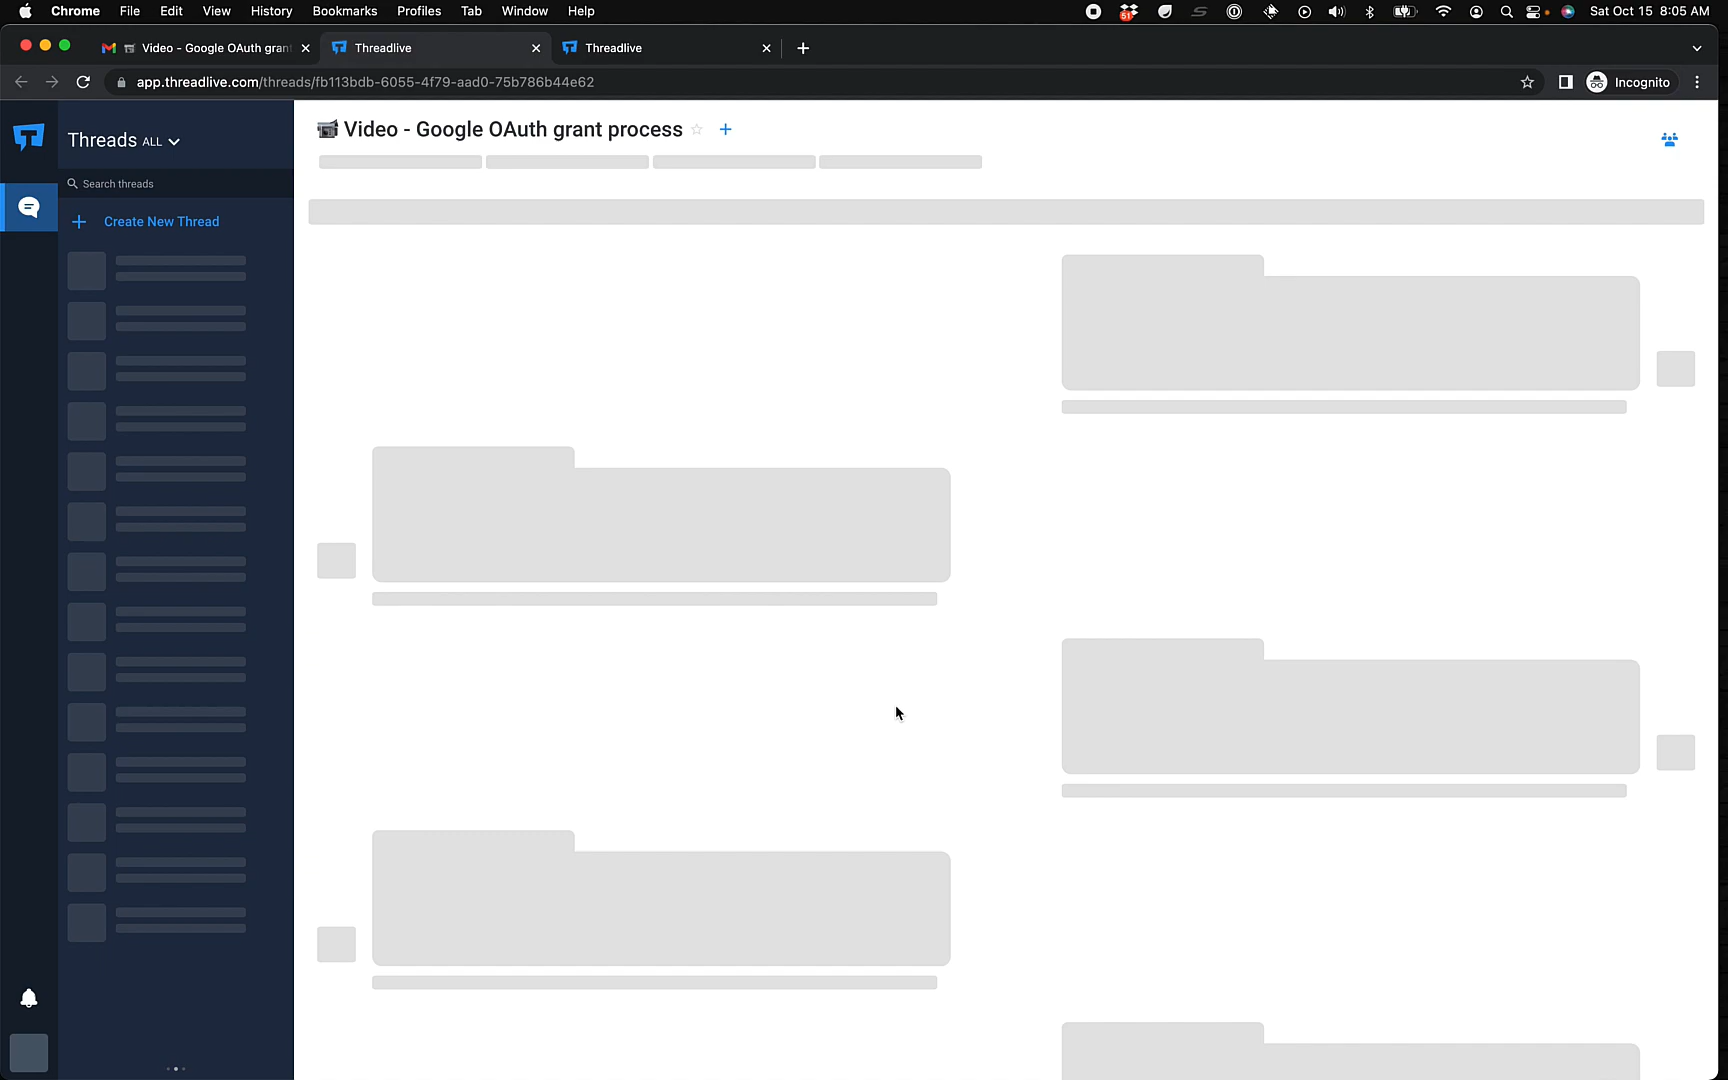 Chrome File Edit View History Bookmarks Profiles Tab Window Help 51 Sat Oct 15 8:05 AM
Video - Google OAuth gran Threadlive Threadlive
app.threadlive.com/threads/fb113bdb-6055-4f79-aad0-75b786b44e62 Incognito
Threads ALL
Search threads
Create New Thread
Video - Google OAuth grant process